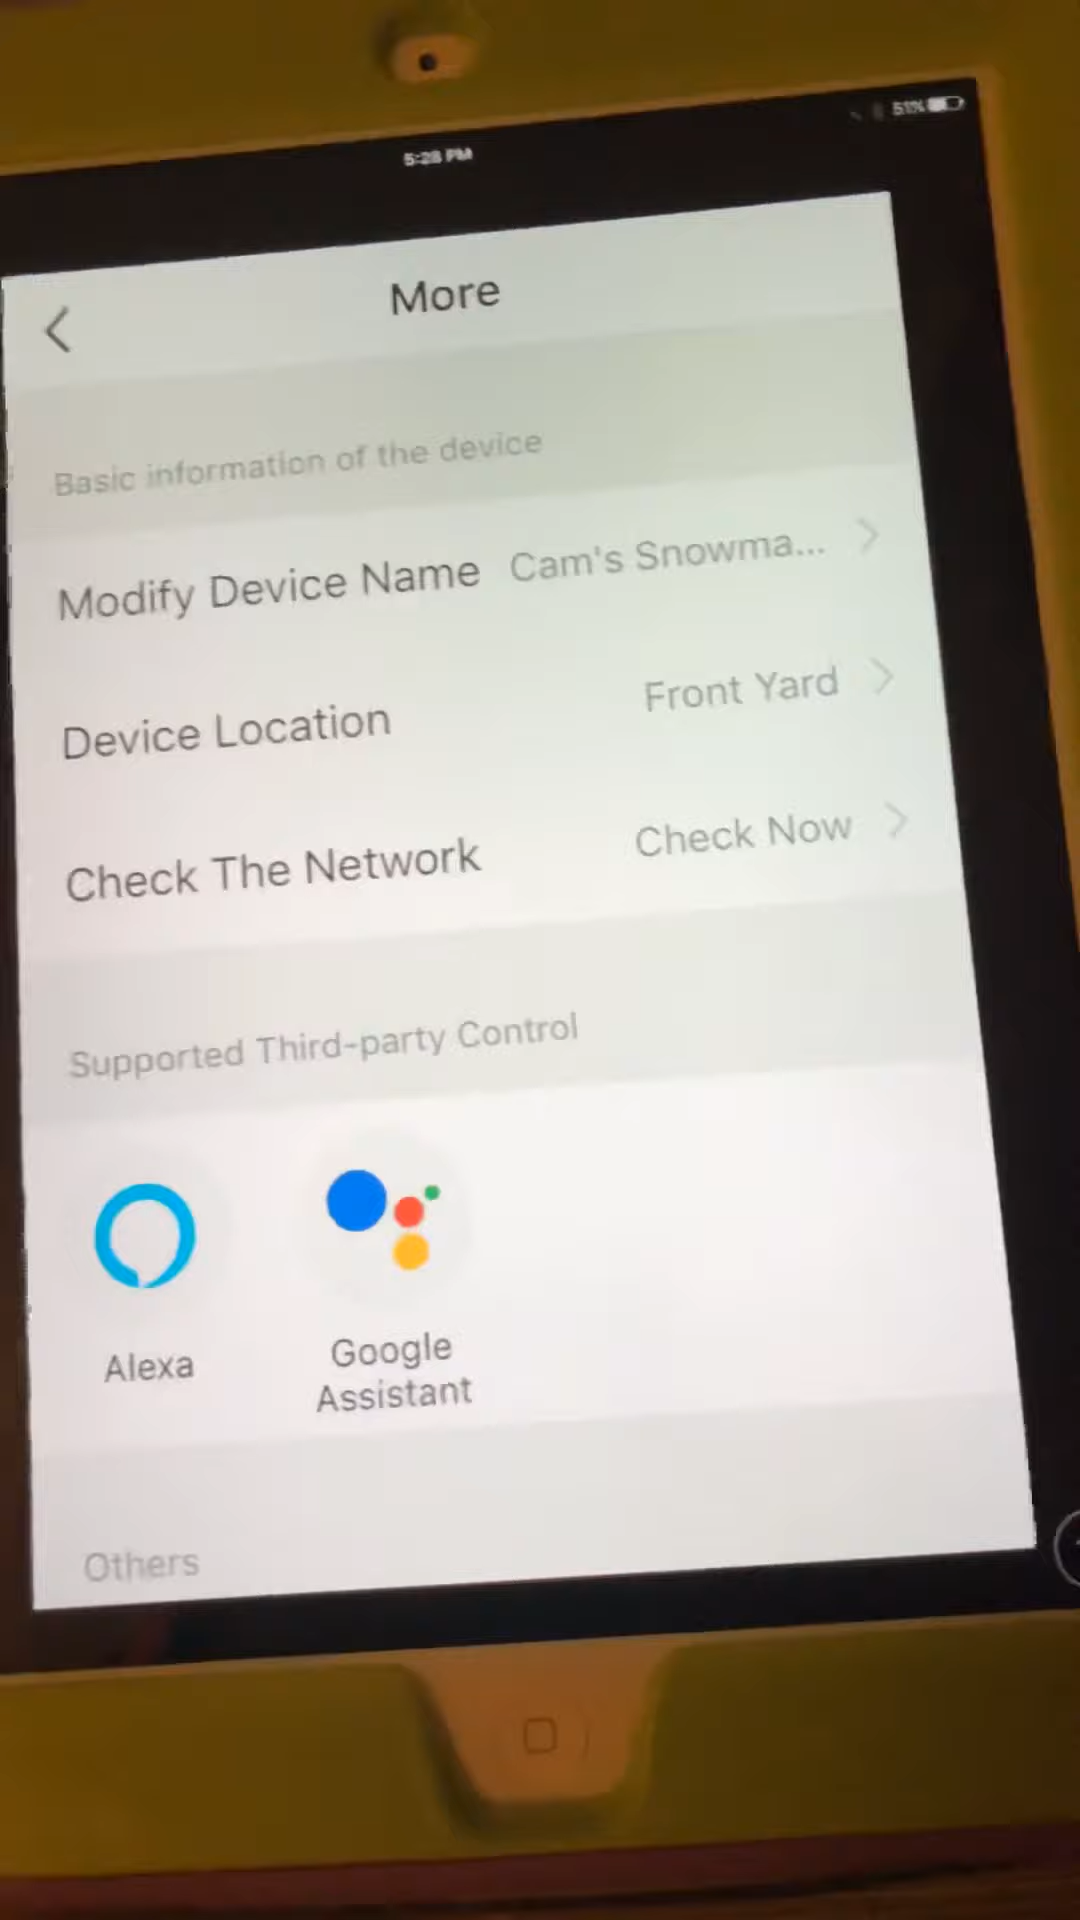 51%
5:28 PM
More
Basic information of the device
Modify Device Name Cam's Snowma...
Device Location Front Yard
Check The Network Check Now
Supported Third-party Control
Alexa
Google
Assistant
Others